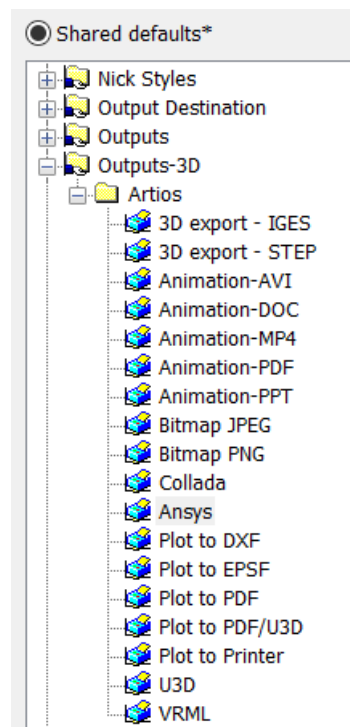 Shared defaults*
Nick Styles
Output Destination
Outputs
Outputs-3D
Artios
3D export - IGES
3D export - STEP
Animation-AVI
Animation-DOC
Animation-MP4
Animation-PDF
Animation-PPT
Bitmap JPEG
Bitmap PNG
Collada
Ansys
Plot to DXF
Plot to EPSF
Plot to PDF
Plot to PDF/U3D
Plot to Printer
U3D
VRML